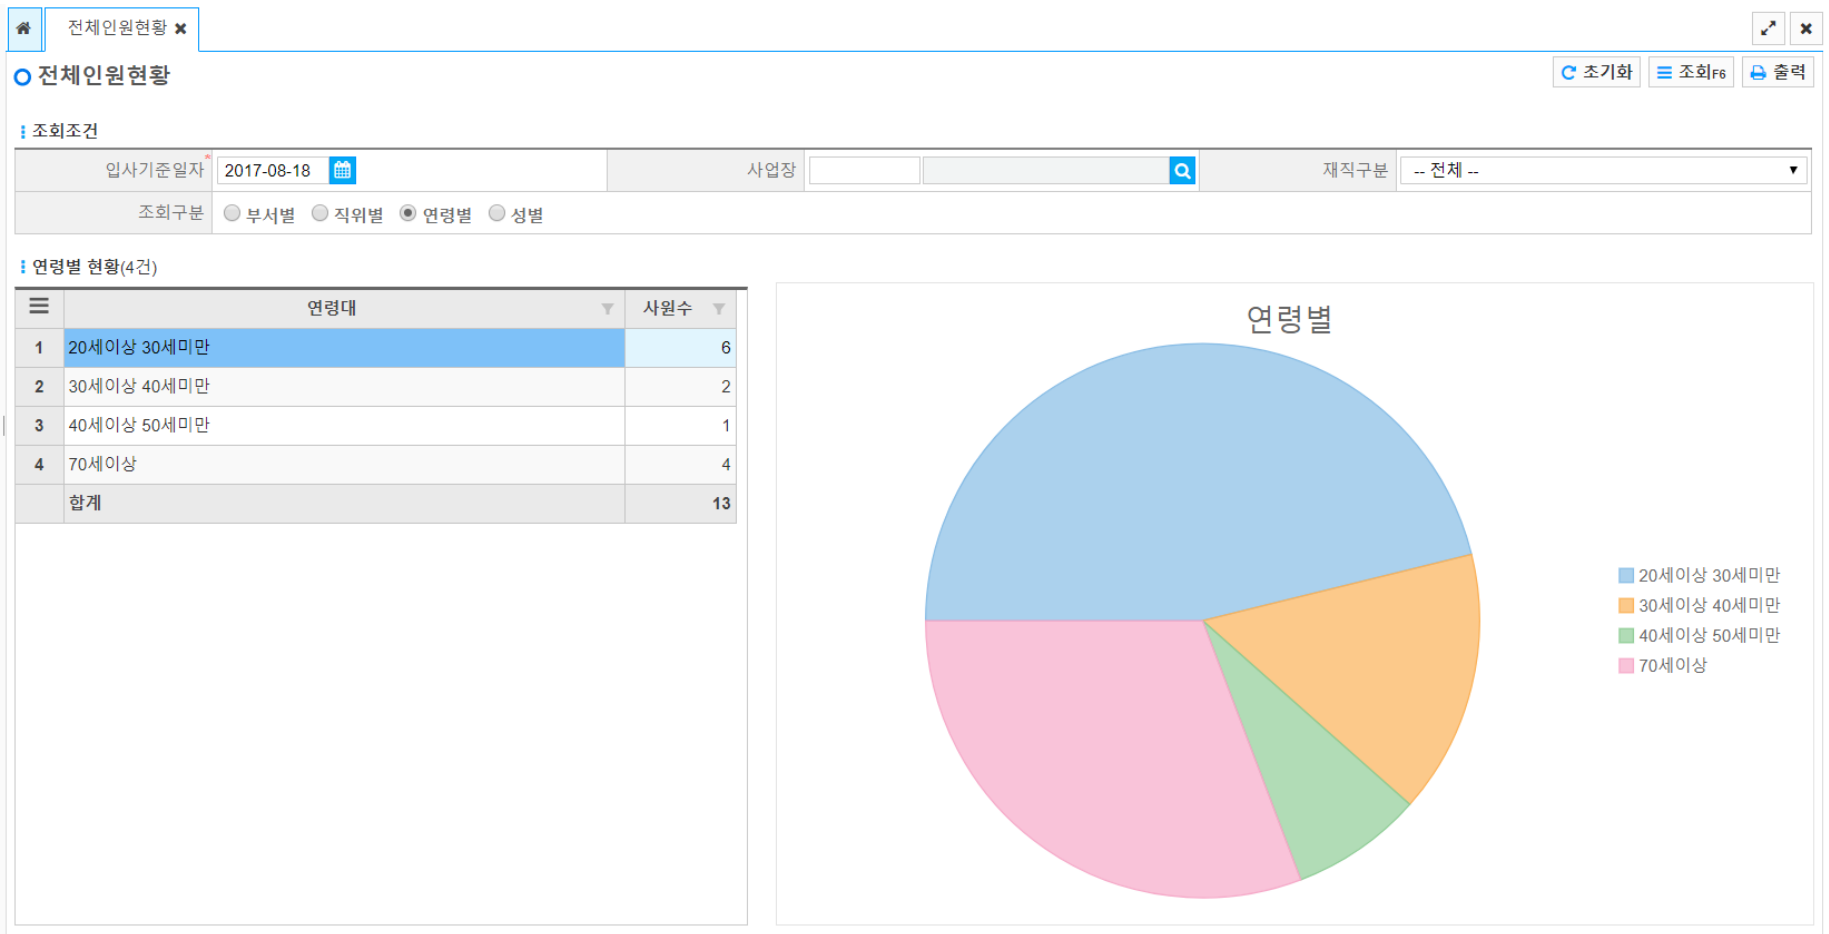 전체인원현황
전체인원현황
초기화 조회F6 출력
조회조건
입사기준일자* 2017-08-18 사업장 재직구분 -- 전체 --
조회구분 부서별 직위별 연령별 성별
연령별 현황(4건)
연령대 사원수
1 20세이상 30세미만 6
2 30세이상 40세미만 2
3 40세이상 50세미만 1
4 70세이상 4
합계 13
연령별
20세이상 30세미만
30세이상 40세미만
40세이상 50세미만
70세이상